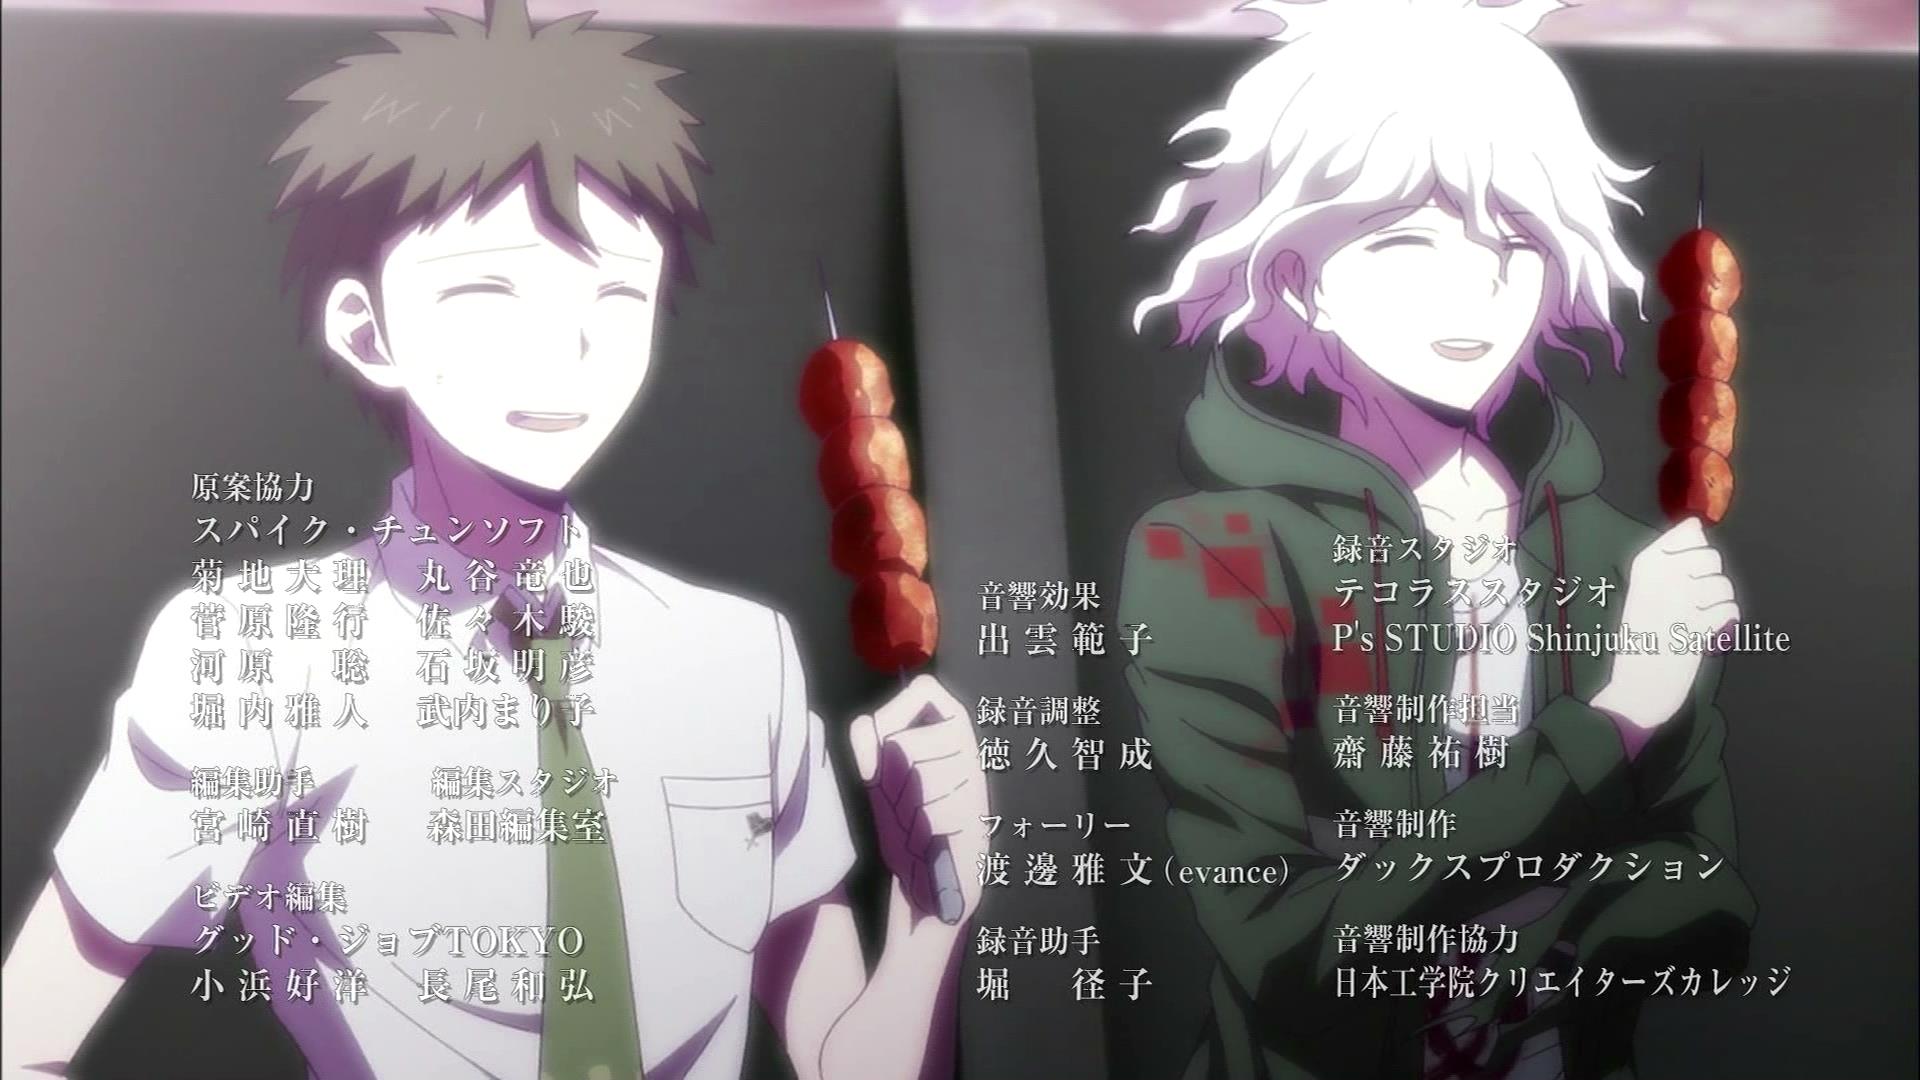 原案協力
スパイク・チュンソフト
菊地大理 丸谷竜也
菅原隆行 佐々木駿
河原 聡 石坂明彦
堀内雅人 武内まり子
編集助手 編集スタジオ
宮崎直樹 森田編集室
ビデオ編集
グッド・ジョブTOKYO
小浜好洋 長尾和弘
音響効果
出雲範子
録音調整
徳久智成
フォーリー
渡邊雅文(evance)
録音助手
堀 径子
録音スタジオ
テコラススタジオ
P's STUDIO Shinjuku Satellite
音響制作担当
齋藤祐樹
音響制作
ダックスプロダクション
音響制作協力
日本工学院クリエイターズカレッジ